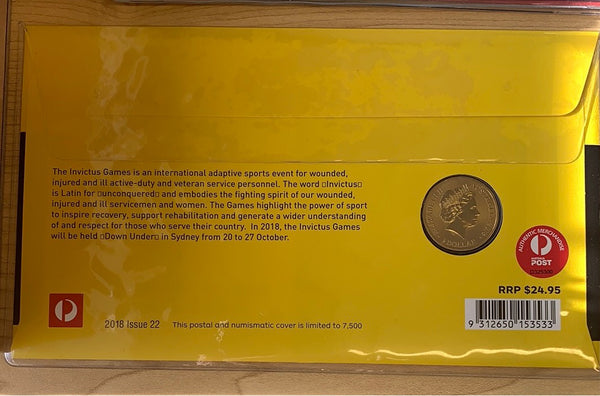 The Invictus Games is an international adaptive sports event for wounded,
injured and ill active-duty and veteran service personnel. The word □Invictus□
is Latin for □unconquered□ and embodies the fighting spirit of our wounded,
injured and ill servicemen and women. The Games highlight the power of sport
to inspire recovery, support rehabilitation and generate a wider understanding
of and respect for those who serve their country. In 2018, the Invictus Games
will be held □Down Under□ in Sydney from 20 to 27 October.
1 DOLLAR
AUTHENTIC MERCHANDISE
POST
RRP $24.95
9 312650 153533
2018 Issue 22
This postal and numismatic cover is limited to 7,500